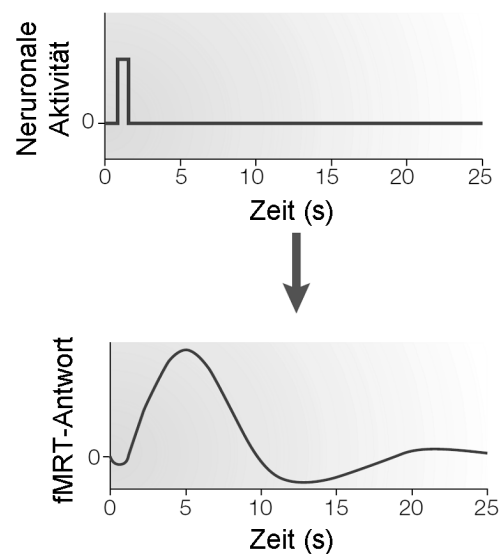 Neruronale
Aktivität
0
0 5 10 15 20 25
Zeit (s)
fMRT-Antwort
0
0 5 10 15 20 25
Zeit (s)